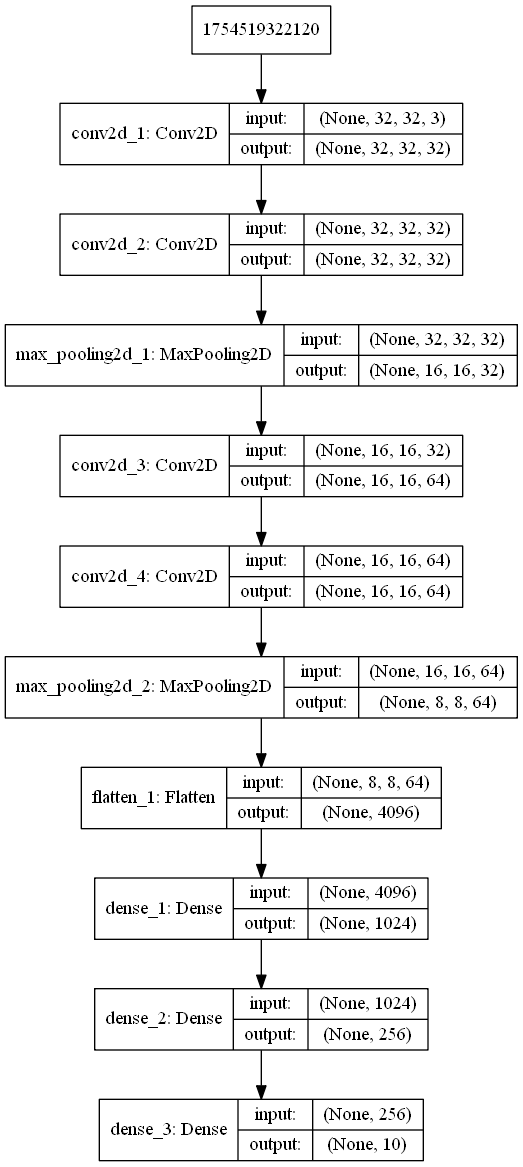 1754519322120
conv2d_1: Conv2D
input: (None, 32, 32, 3)
output: (None, 32, 32, 32)
conv2d_2: Conv2D
input: (None, 32, 32, 32)
output: (None, 32, 32, 32)
max_pooling2d_1: MaxPooling2D
input: (None, 32, 32, 32)
output: (None, 16, 16, 32)
conv2d_3: Conv2D
input: (None, 16, 16, 32)
output: (None, 16, 16, 64)
conv2d_4: Conv2D
input: (None, 16, 16, 64)
output: (None, 16, 16, 64)
max_pooling2d_2: MaxPooling2D
input: (None, 16, 16, 64)
output: (None, 8, 8, 64)
flatten_1: Flatten
input: (None, 8, 8, 64)
output: (None, 4096)
dense_1: Dense
input: (None, 4096)
output: (None, 1024)
dense_2: Dense
input: (None, 1024)
output: (None, 256)
dense_3: Dense
input: (None, 256)
output: (None, 10)